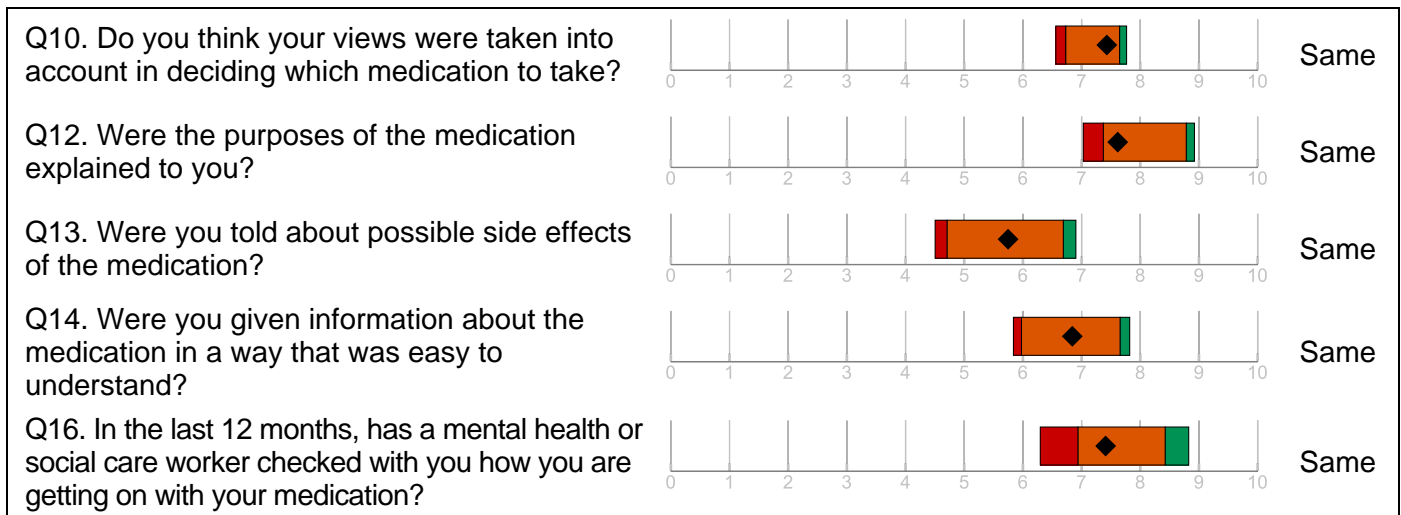 Q10. Do you think your views were taken into
account in deciding which medication to take?
0 1 2 3 4 5 6 7 8 9 10
Same
Q12. Were the purposes of the medication
explained to you?
0 1 2 3 4 5 6 7 8 9 10
Same
Q13. Were you told about possible side effects
of the medication?
0 1 2 3 4 5 6 7 8 9 10
Same
Q14. Were you given information about the
medication in a way that was easy to
understand?
0 1 2 3 4 5 6 7 8 9 10
Same
Q16. In the last 12 months, has a mental health or
social care worker checked with you how you are
getting on with your medication?
0 1 2 3 4 5 6 7 8 9 10
Same